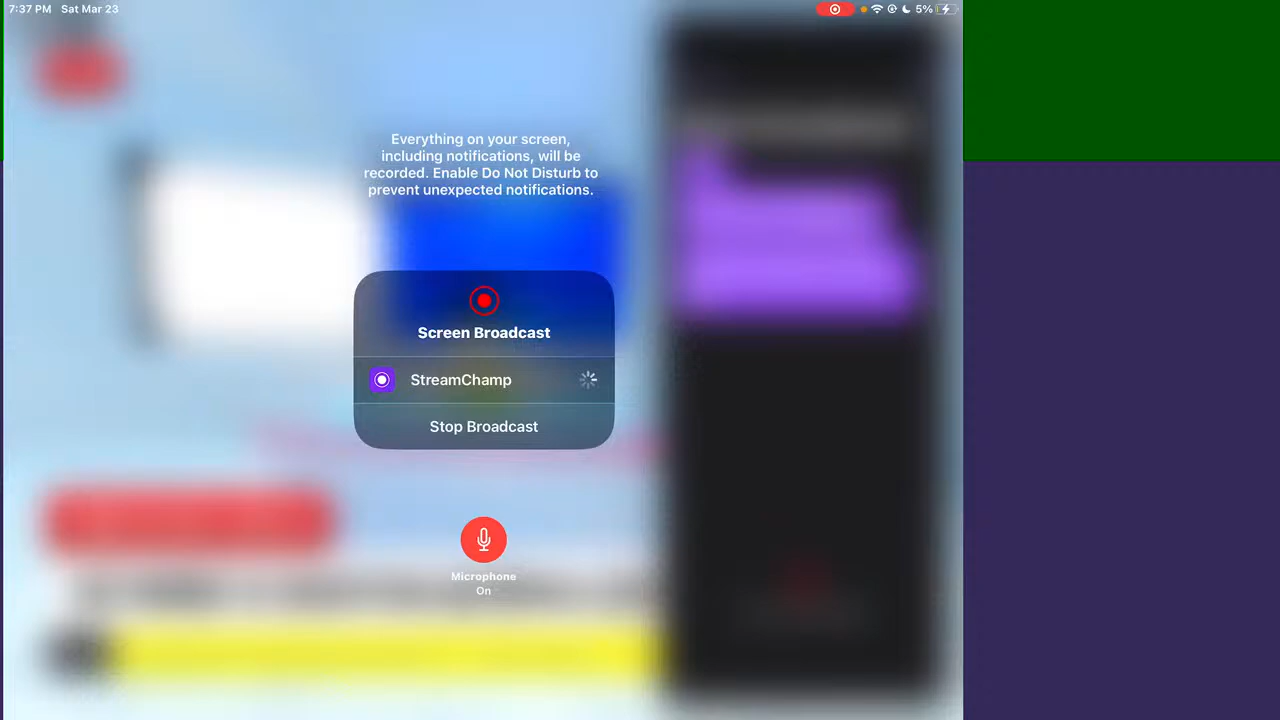 7:37 PM Sat Mar 23
5%
Everything on your screen,
including notifications, will be
recorded. Enable Do Not Disturb to
prevent unexpected notifications.
Screen Broadcast
StreamChamp
Stop Broadcast
Microphone
On